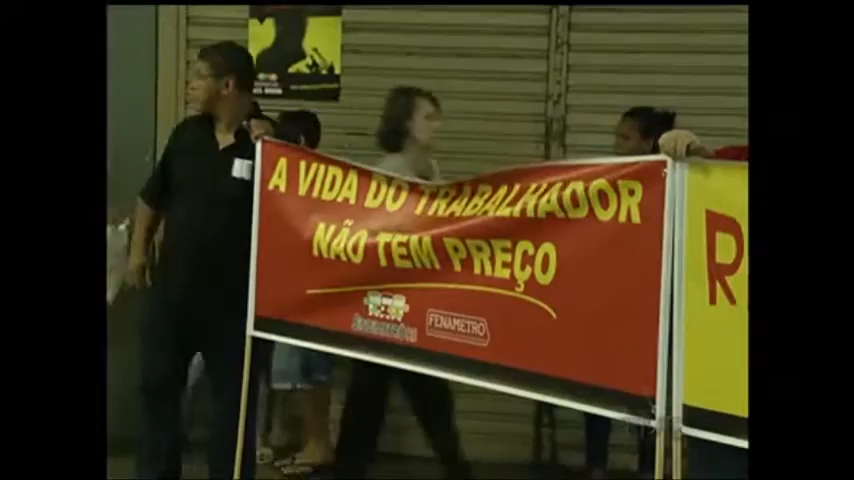 A VIDA DO TRABALHADOR
NÃO TEM PREÇO
FENAMETRO
R